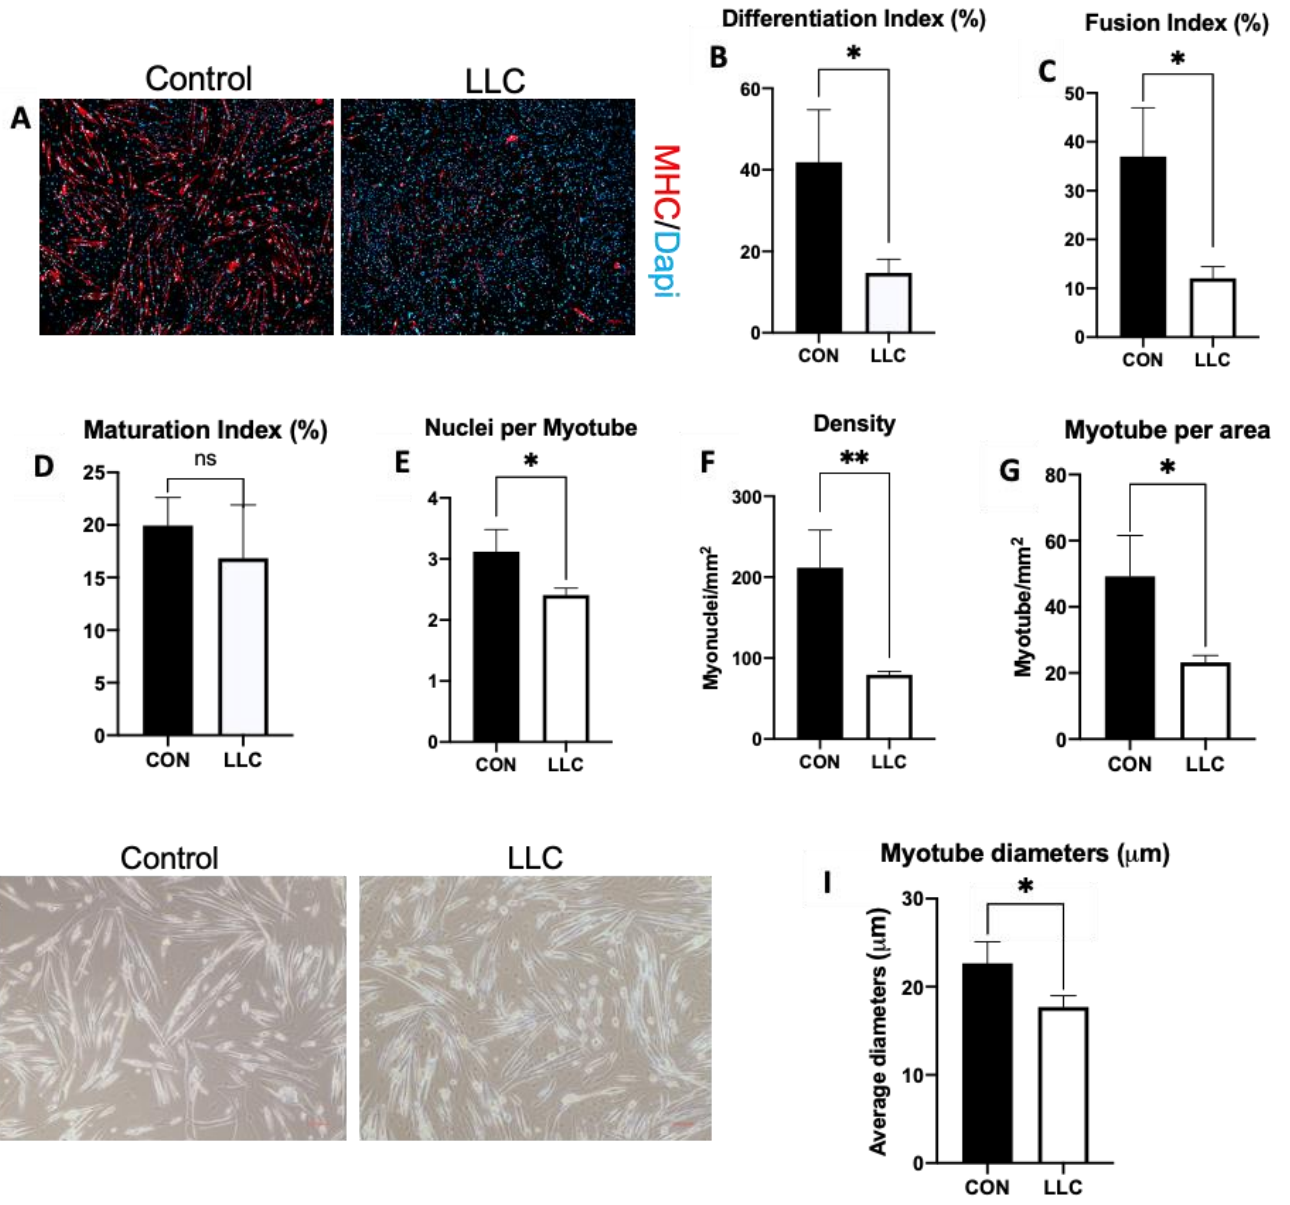 Differentiation Index (%)
Fusion Index (%)
Control
LLC
A
MHC/Dapi
B
*
60
40
20
0
CON
LLC
C
*
50
40
30
20
10
0
CON
LLC
Maturation Index (%)
D
ns
25
20
15
10
5
0
CON
LLC
Nuclei per Myotube
E
*
4
3
2
1
0
CON
LLC
Density
F
**
Myonuclei/mm²
300
200
100
0
CON
LLC
Myotube per area
G
*
Myotube/mm²
80
60
40
20
0
CON
LLC
Control
LLC
Myotube diameters (μm)
I
*
Average diameters (μm)
30
20
10
0
CON
LLC